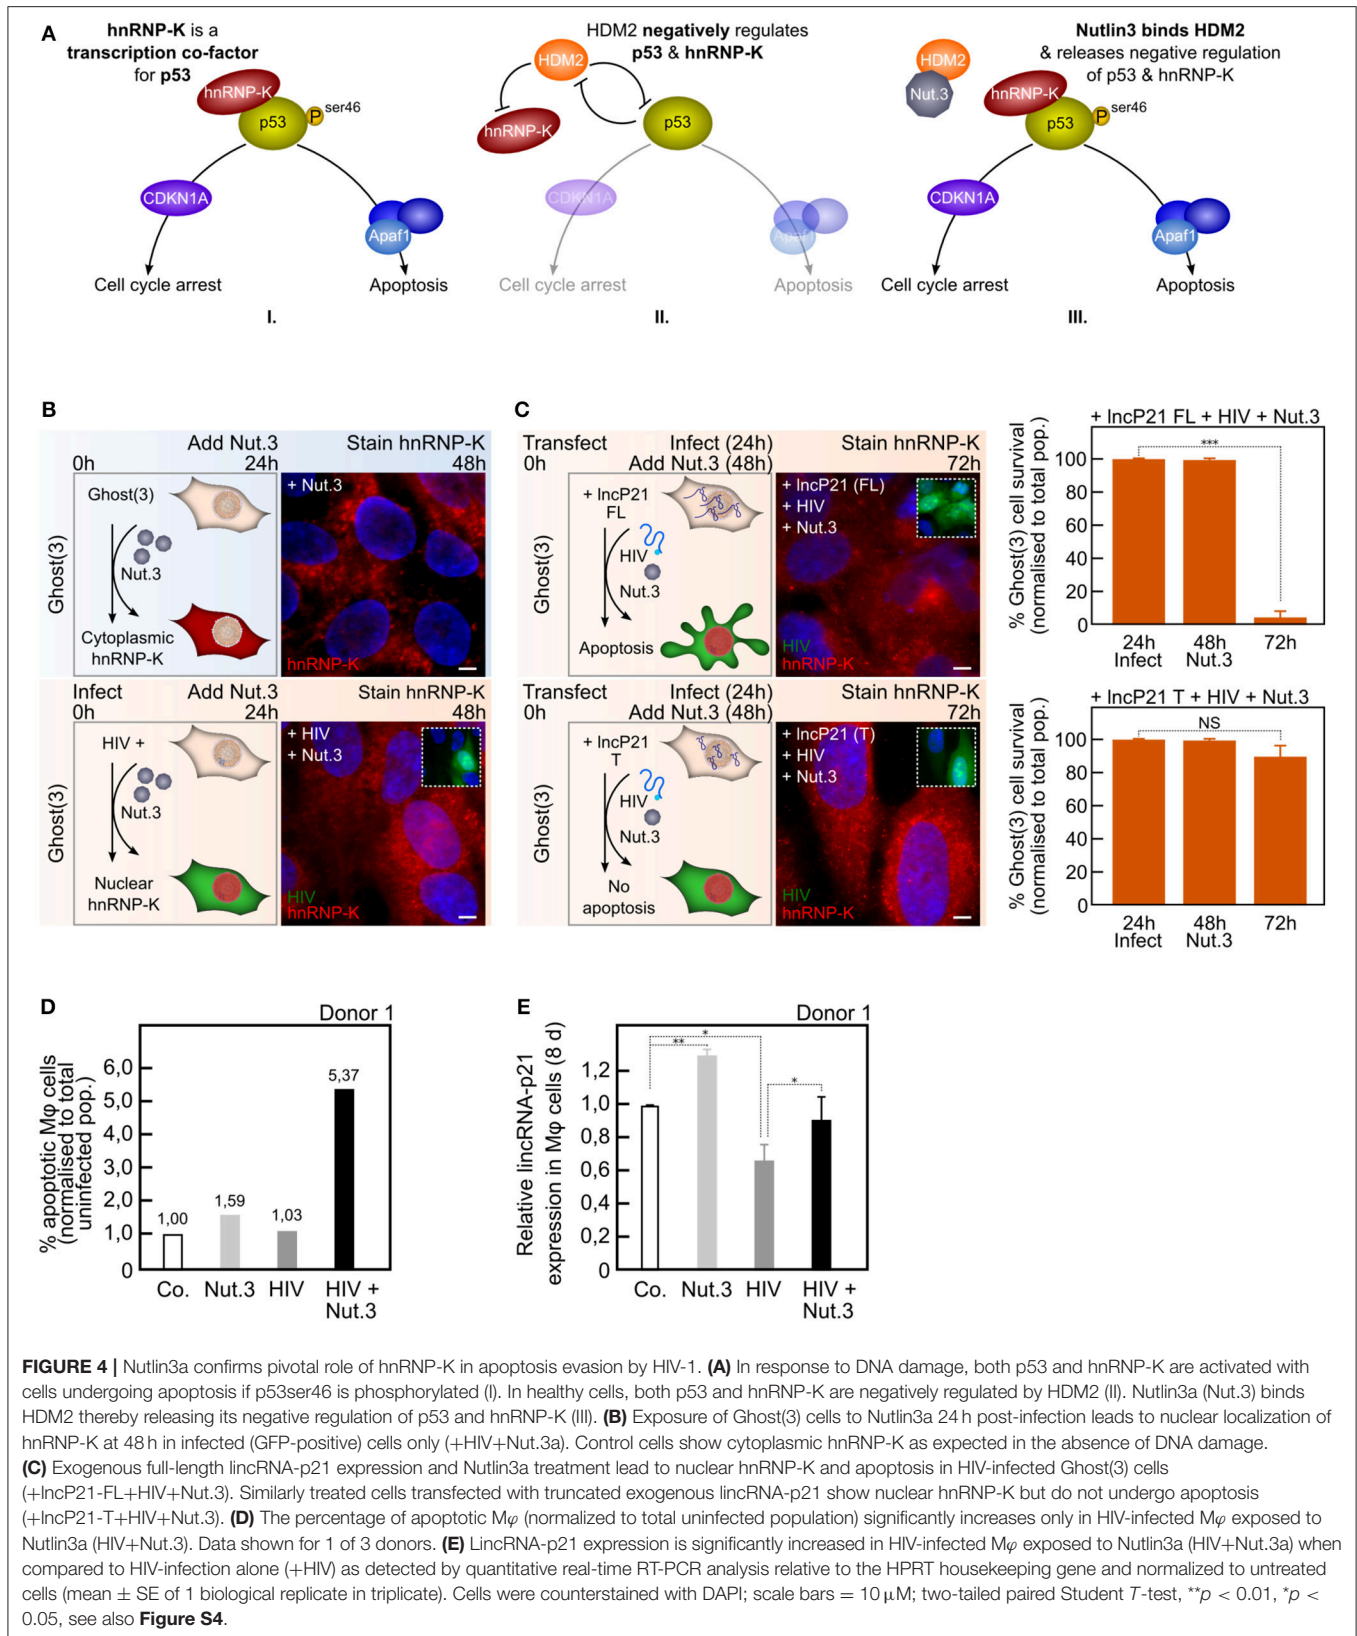 A
hnRNP-K is a
transcription co-factor
for p53
hnRNP-K
p53
P
ser46
CDKN1A
Apaf1
Cell cycle arrest
Apoptosis
I.
HDM2 negatively regulates
p53 & hnRNP-K
HDM2
hnRNP-K
p53
CDKN1A
Apaf1
Cell cycle arrest
Apoptosis
II.
Nutlin3 binds HDM2
& releases negative regulation
of p53 & hnRNP-K
HDM2
Nut.3
hnRNP-K
p53
P
ser46
CDKN1A
Apaf1
Cell cycle arrest
Apoptosis
III.
B
Add Nut.3 Stain hnRNP-K
0h 24h 48h
Ghost(3)
Ghost(3)
Nut.3
Cytoplasmic
hnRNP-K
+ Nut.3
hnRNP-K
Infect Add Nut.3 Stain hnRNP-K
0h 24h 48h
Ghost(3)
HIV +
Nut.3
Nuclear
hnRNP-K
+ HIV
+ Nut.3
HIV
hnRNP-K
C
Transfect Infect (24h) Stain hnRNP-K
0h Add Nut.3 (48h) 72h
Ghost(3)
+ lncP21
FL
HIV
Nut.3
Apoptosis
+ lncP21 (FL)
+ HIV
+ Nut.3
HIV
hnRNP-K
Transfect Infect (24h) Stain hnRNP-K
0h Add Nut.3 (48h) 72h
Ghost(3)
+ lncP21
T
HIV
Nut.3
No
apoptosis
+ lncP21 (T)
+ HIV
+ Nut.3
HIV
hnRNP-K
+ lncP21 FL + HIV + Nut.3
% Ghost(3) cell survival
(normalised to total pop.)
***
100
80
60
40
20
0
24h 48h 72h
Infect Nut.3
+ lncP21 T + HIV + Nut.3
% Ghost(3) cell survival
(normalised to total pop.)
NS
100
80
60
40
20
0
24h 48h 72h
Infect Nut.3
D
Donor 1
% apoptotic Mφ cells
(normalised to total
uninfected pop.)
6,0
5,0
4,0
3,0
2,0
1,0
0
1,00
1,59
1,03
5,37
Co. Nut.3 HIV HIV +
Nut.3
E
Donor 1
Relative lincRNA-p21
expression in Mφ cells (8 d)
1,2
1,0
0,8
0,6
0,4
0,2
0
*
**
*
Co. Nut.3 HIV HIV +
Nut.3
FIGURE 4 | Nutlin3a confirms pivotal role of hnRNP-K in apoptosis evasion by HIV-1. (A) In response to DNA damage, both p53 and hnRNP-K are activated with
cells undergoing apoptosis if p53ser46 is phosphorylated (I). In healthy cells, both p53 and hnRNP-K are negatively regulated by HDM2 (II). Nutlin3a (Nut.3) binds
HDM2 thereby releasing its negative regulation of p53 and hnRNP-K (III). (B) Exposure of Ghost(3) cells to Nutlin3a 24 h post-infection leads to nuclear localization of
hnRNP-K at 48 h in infected (GFP-positive) cells only (+HIV+Nut.3a). Control cells show cytoplasmic hnRNP-K as expected in the absence of DNA damage.
(C) Exogenous full-length lincRNA-p21 expression and Nutlin3a treatment lead to nuclear hnRNP-K and apoptosis in HIV-infected Ghost(3) cells
(+lncP21-FL+HIV+Nut.3). Similarly treated cells transfected with truncated exogenous lincRNA-p21 show nuclear hnRNP-K but do not undergo apoptosis
(+lncP21-T+HIV+Nut.3). (D) The percentage of apoptotic Mφ (normalized to total uninfected population) significantly increases only in HIV-infected Mφ exposed to
Nutlin3a (HIV+Nut.3). Data shown for 1 of 3 donors. (E) LincRNA-p21 expression is significantly increased in HIV-infected Mφ exposed to Nutlin3a (HIV+Nut.3a) when
compared to HIV-infection alone (+HIV) as detected by quantitative real-time RT-PCR analysis relative to the HPRT housekeeping gene and normalized to untreated
cells (mean ± SE of 1 biological replicate in triplicate). Cells were counterstained with DAPI; scale bars = 10 μM; two-tailed paired Student T-test, **p < 0.01, *p <
0.05, see also Figure S4.